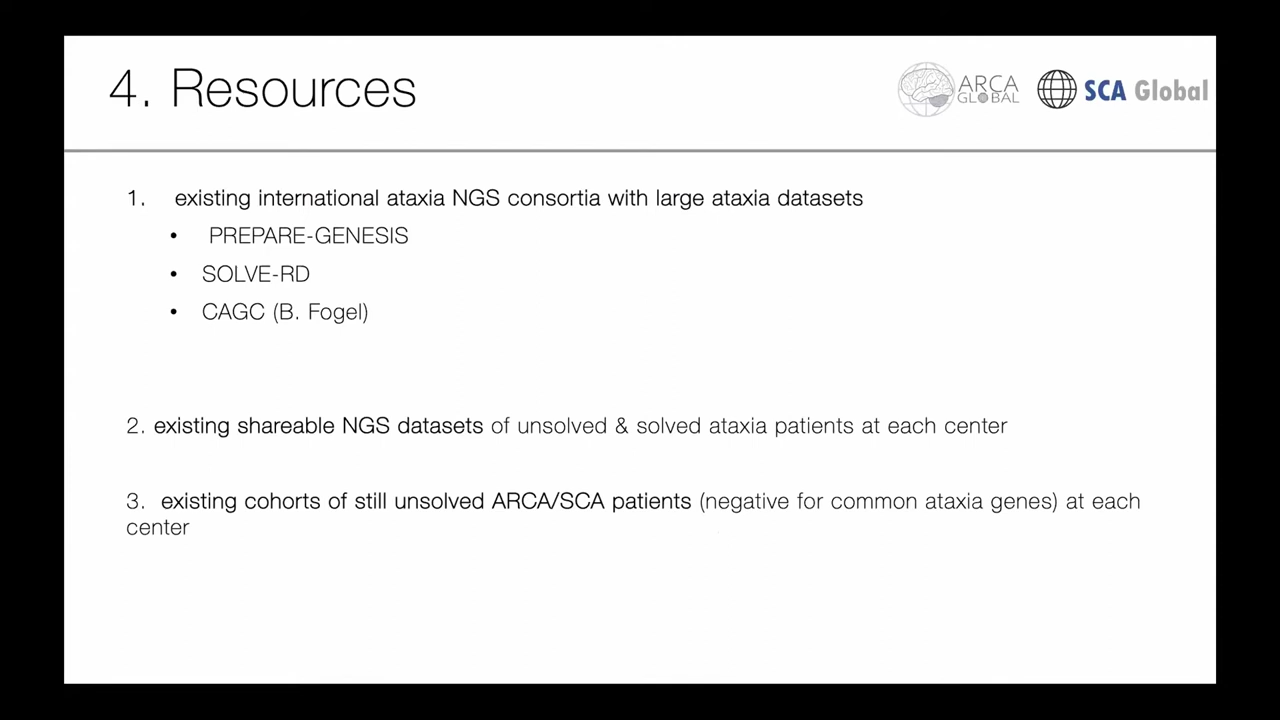 4. Resources
ARCA
GLOBAL
SCA Global
1. existing international ataxia NGS consortia with large ataxia datasets
• PREPARE-GENESIS
• SOLVE-RD
• CAGC (B. Fogel)
2. existing shareable NGS datasets of unsolved & solved ataxia patients at each center
3. existing cohorts of still unsolved ARCA/SCA patients (negative for common ataxia genes) at each
center